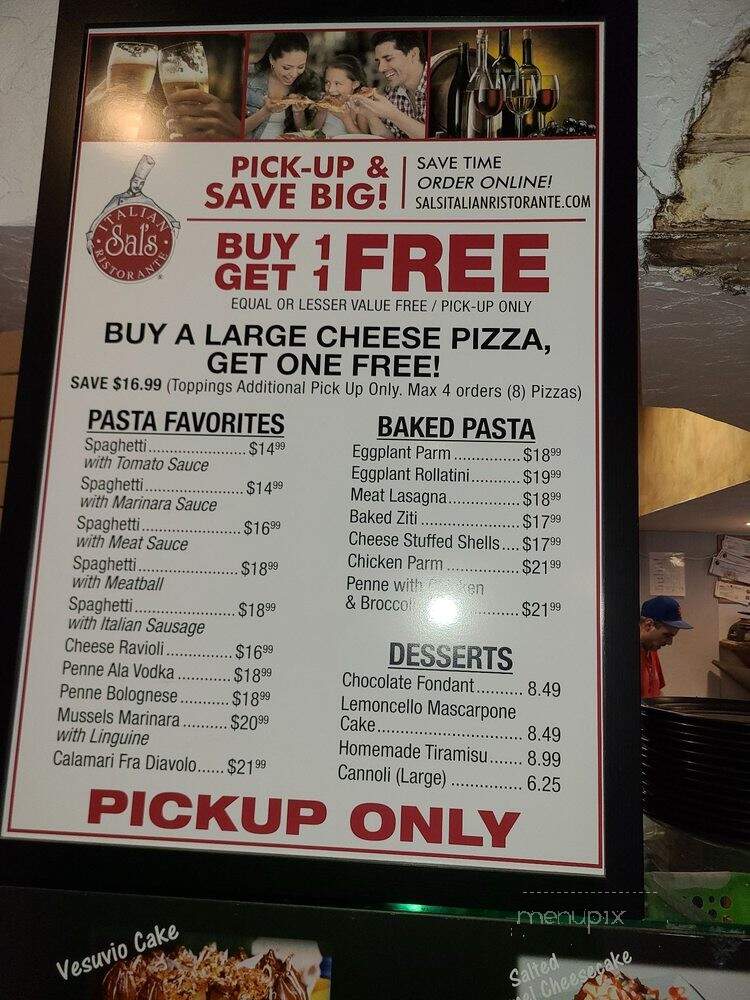 PICK-UP &
SAVE BIG!
SAVE TIME
ORDER ONLINE!
SALSITALIANRISTORANTE.COM
ITALIAN
Sal's
RISTORANTE
®
BUY 1
GET 1
FREE
EQUAL OR LESSER VALUE FREE / PICK-UP ONLY
BUY A LARGE CHEESE PIZZA,
GET ONE FREE!
SAVE $16.99 (Toppings Additional Pick Up Only. Max 4 orders (8) Pizzas)
PASTA FAVORITES
Spaghetti.................... $14.99
with Tomato Sauce
Spaghetti.................... $14.99
with Marinara Sauce
Spaghetti.................... $16.99
with Meat Sauce
Spaghetti.................... $18.99
with Meatball
Spaghetti.................... $18.99
with Italian Sausage
Cheese Ravioli.............. $16.99
Penne Ala Vodka ............ $18.99
Penne Bolognese ........... $18.99
Mussels Marinara .......... $20.99
with Linguine
Calamari Fra Diavolo...... $21.99
BAKED PASTA
Eggplant Parm .............. $18.99
Eggplant Rollatini.......... $19.99
Meat Lasagna............... $18.99
Baked Ziti .................... $17.99
Cheese Stuffed Shells.... $17.99
Chicken Parm ............... $21.99
Penne with
& ......... $21.99
DESSERTS
Chocolate Fondant.......... 8.49
Lemoncello Mascarpone
Cake............................. 8.49
Homemade Tiramisu....... 8.99
Cannoli (Large) ............... 6.25
PICKUP ONLY
menupix
Vesuvio Cake
Salted
Cheesecake